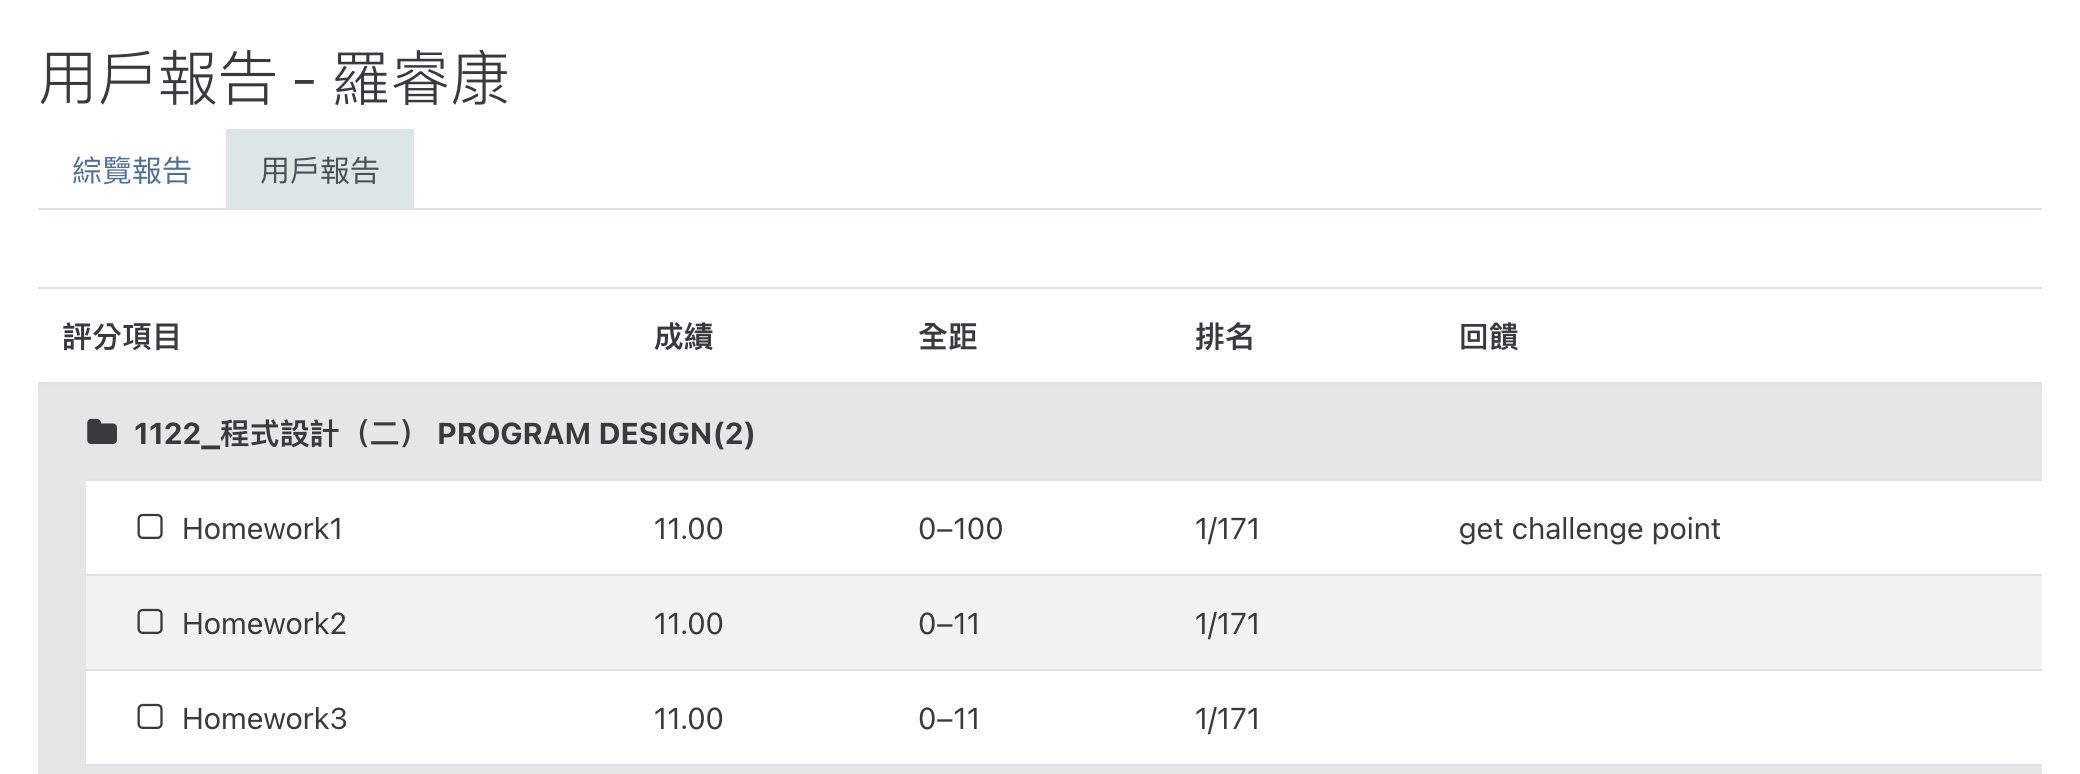 用戶報告 - 羅睿康
綜覽報告 用戶報告
評分項目 成績 全距 排名 回饋
1122_程式設計（二） PROGRAM DESIGN(2)
Homework1 11.00 0–100 1/171 get challenge point
Homework2 11.00 0–11 1/171
Homework3 11.00 0–11 1/171